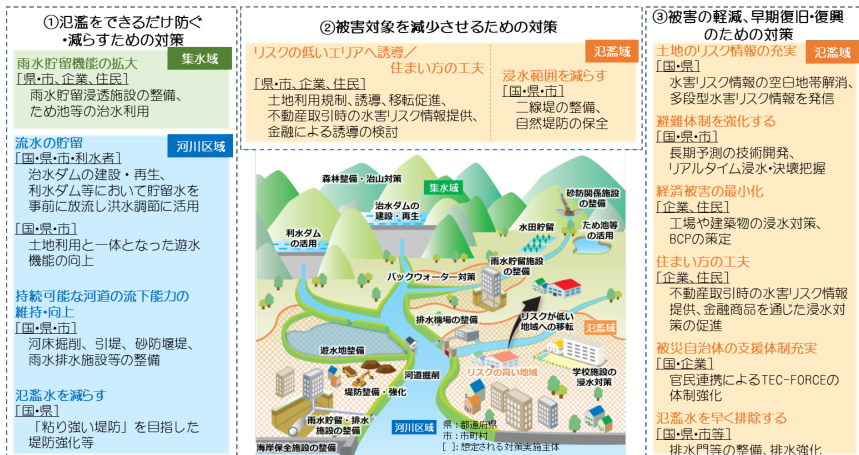 ①氾濫をできるだけ防ぐ
・減らすための対策
集水域
雨水貯留機能の拡大
[県・市、企業、住民]
雨水貯留浸透施設の整備、
ため池等の治水利用
流水の貯留
河川区域
[国・県・市・利水者]
治水ダムの建設・再生、
利水ダム等において貯留水を
事前に放流し洪水調節に活用
[国・県・市]
土地利用と一体となった遊水
機能の向上
持続可能な河道の流下能力の
維持・向上
[国・県・市]
河床掘削、引堤、砂防堰堤、
雨水排水施設等の整備
氾濫水を減らす
[国・県]
「粘り強い堤防」を目指した
堤防強化等
②被害対象を減少させるための対策
リスクの低いエリアへ誘導／
住まい方の工夫
[県・市、企業、住民]
土地利用規制、誘導、移転促進、
不動産取引時の水害リスク情報提供、
金融による誘導の検討
氾濫域
浸水範囲を減らす
[国・県・市]
二線堤の整備、
自然堤防の保全
森林整備・治山対策
集水域
治水ダムの
建設・再生
砂防関係施設
の整備
利水ダム
の活用
水田貯留
ため池等
の活用
雨水貯留施設
の整備
バックウォーター対策
排水機場の整備
リスクが低い
地域への移転
氾濫域
遊水地整備
河道掘削
リスクの高い地域
学校施設の
浸水対策
堤防整備・強化
雨水貯留・排水
施設の整備
海岸保全施設の整備
河川区域
県：都道府県
市：市町村
[ ]：想定される対策実施主体
③被害の軽減、早期復旧・復興
のための対策
土地のリスク情報の充実
氾濫域
[国・県]
水害リスク情報の空白地帯解消、
多段型水害リスク情報を発信
避難体制を強化する
[国・県・市]
長期予測の技術開発、
リアルタイム浸水・決壊把握
経済被害の最小化
[企業、住民]
工場や建築物の浸水対策、
BCPの策定
住まい方の工夫
[企業、住民]
不動産取引時の水害リスク情報
提供、金融商品を通じた浸水対
策の促進
被災自治体の支援体制充実
[国・企業]
官民連携によるTEC-FORCEの
体制強化
氾濫水を早く排除する
[国・県・市等]
排水門等の整備、排水強化